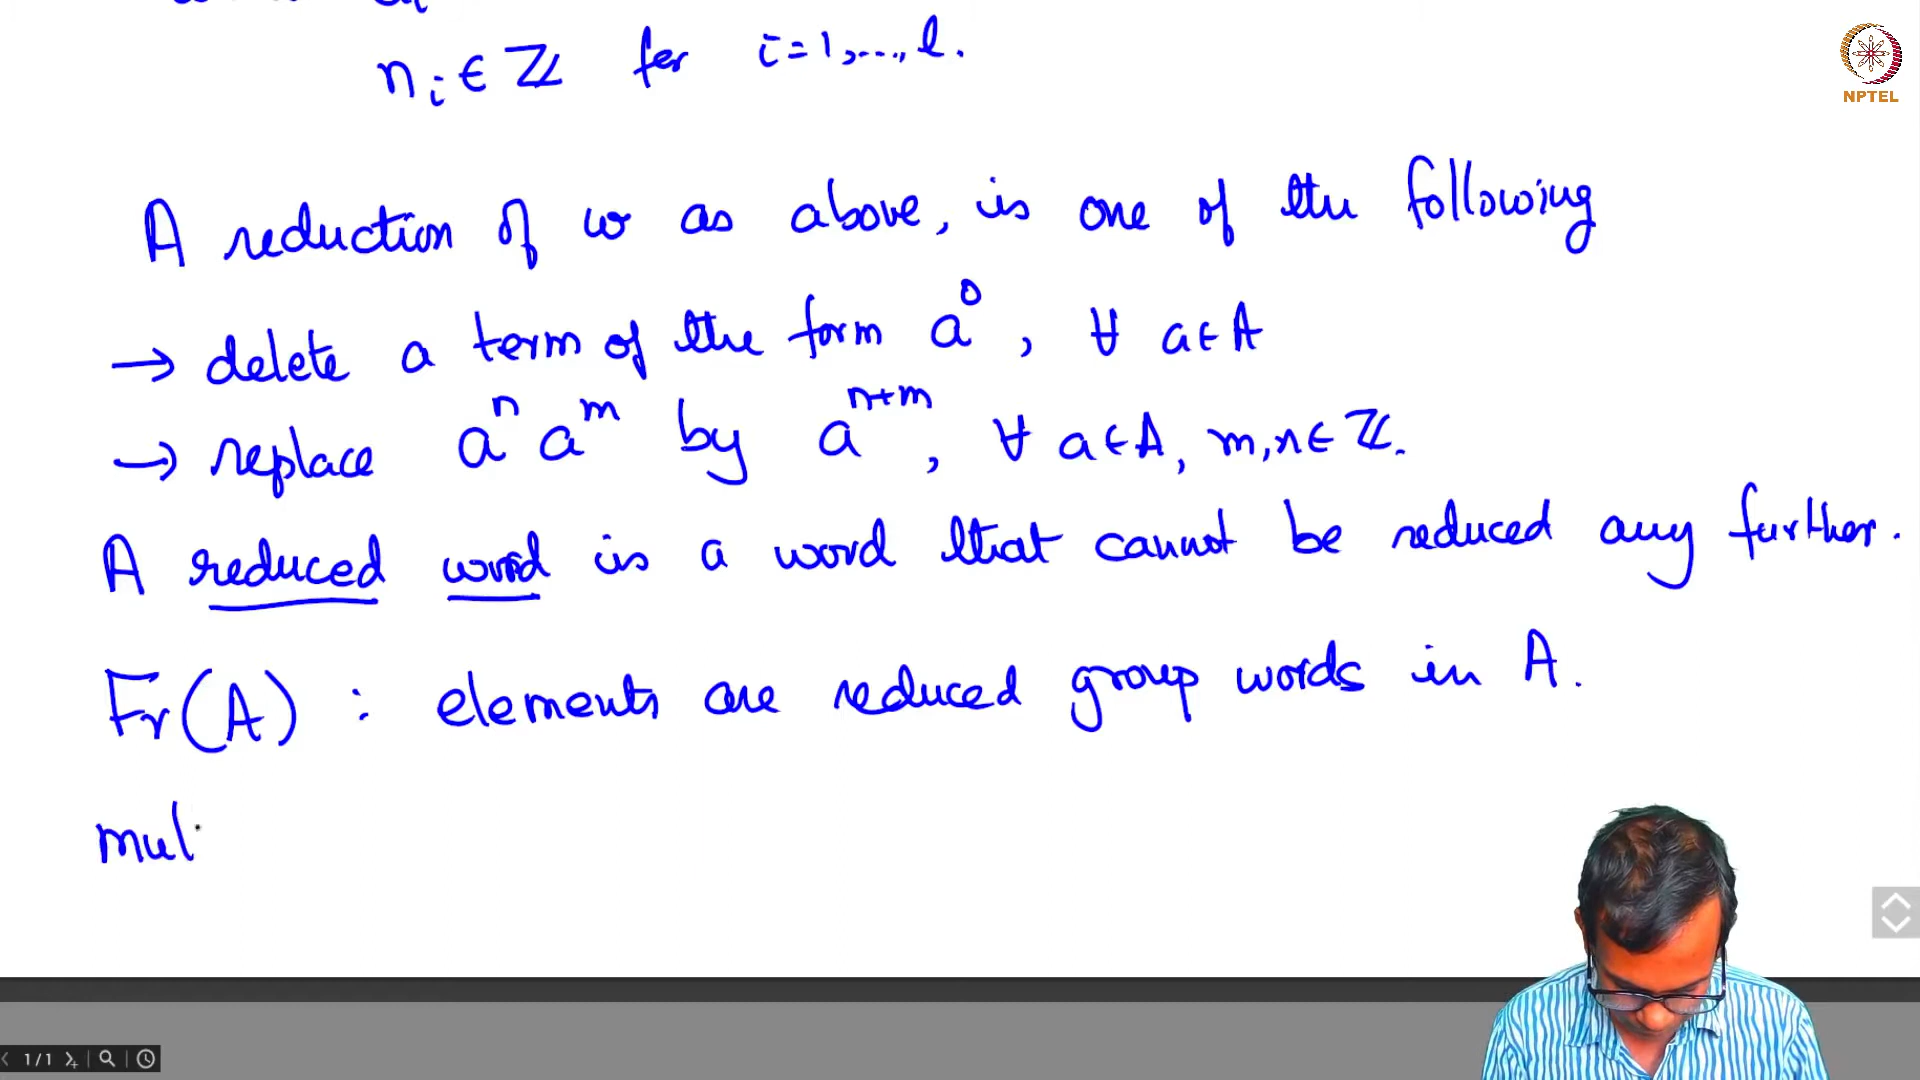 n_i ∈ ℤ for i=1,...,l.
NPTEL
A reduction of w as above, is one of the following
→ delete a term of the form a^0, ∀ a∈A
→ replace a^n a^m by a^{n+m}, ∀ a∈A, m,n∈ℤ.
A reduced word is a word that cannot be reduced any further.
Fr(A) : elements are reduced group words in A.
mul
1/1